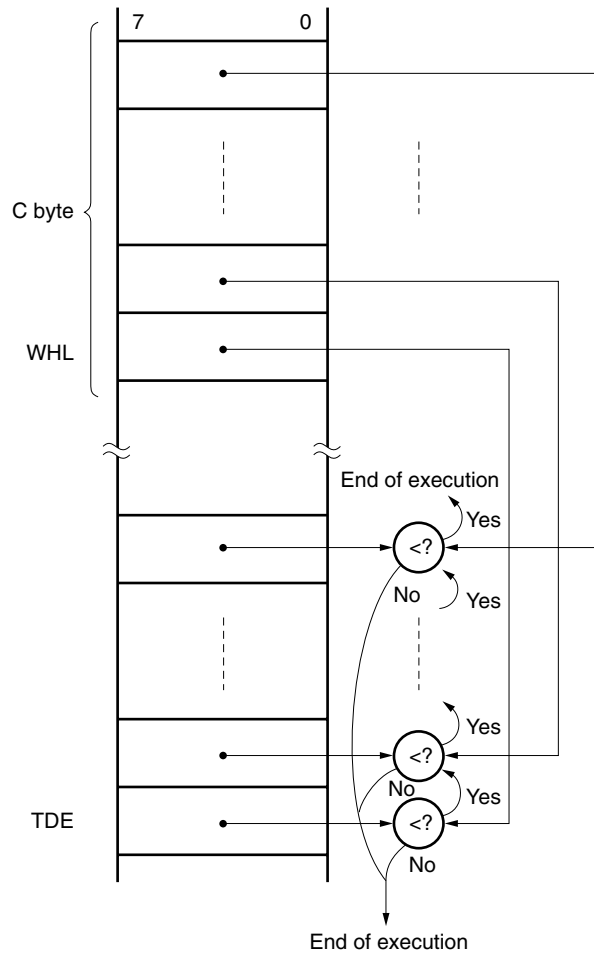 7 0
C byte
WHL
End of execution
Yes
<?
No
Yes
Yes
<?
No
Yes
TDE
<?
No
End of execution